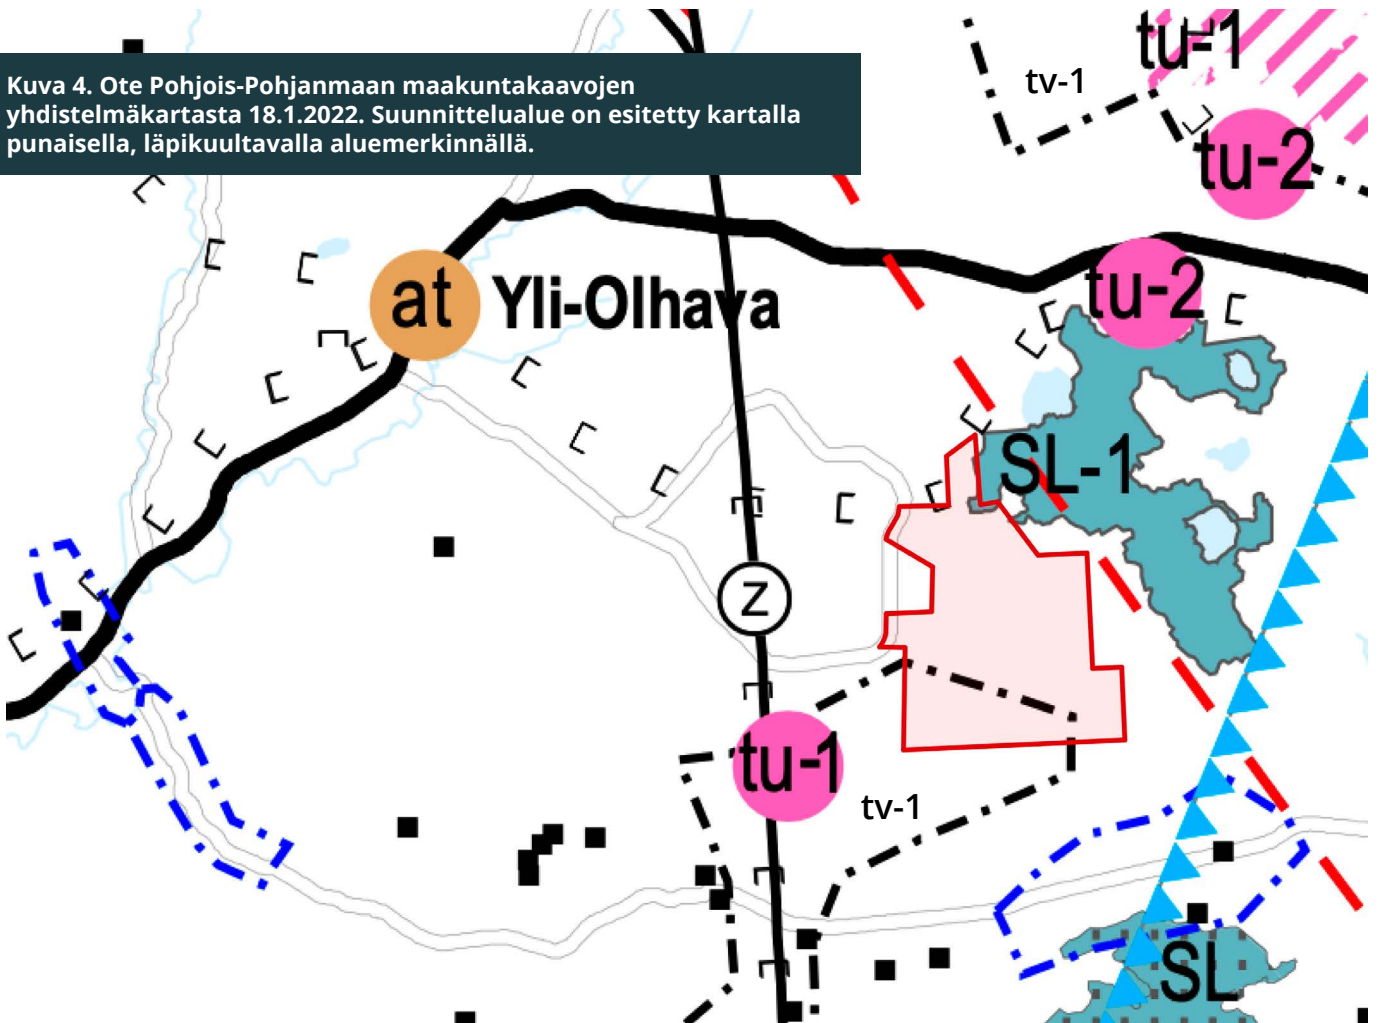 tu-1
tv-1
Kuva 4. Ote Pohjois-Pohjanmaan maakuntakaavojen
yhdistelmäkartasta 18.1.2022. Suunnittelualue on esitetty kartalla
punaisella, läpikuultavalla aluemerkinnällä.
tu-2
at
Yli-Olhava
tu-2
SL-1
Z
tu-1
tv-1
SL